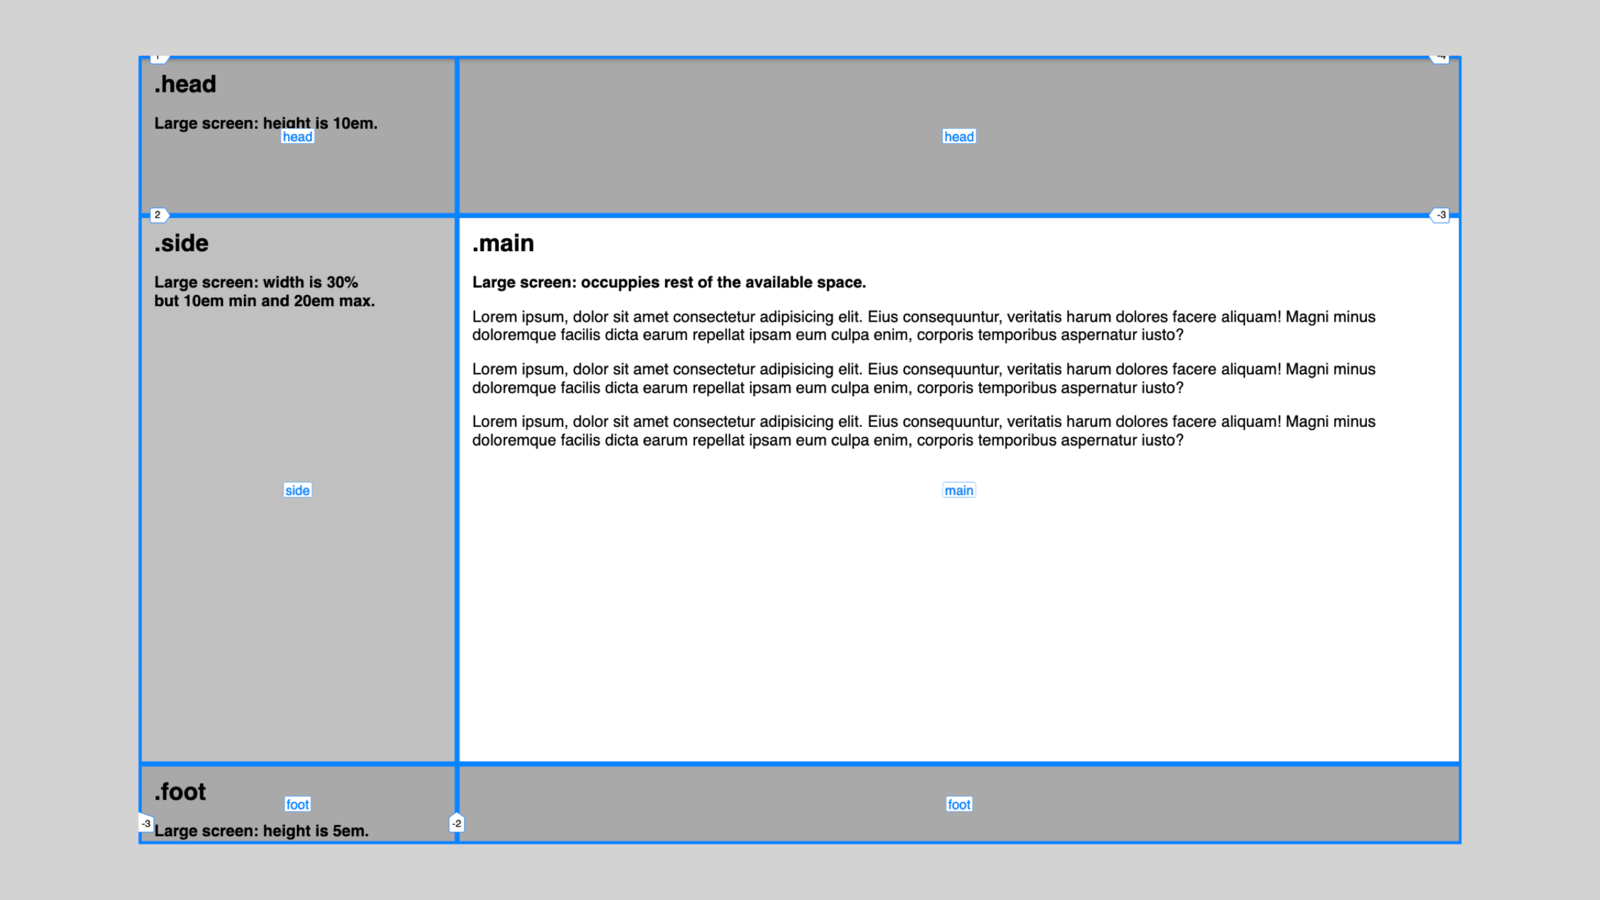 .head
Large screen: height is 10em.
head
head
2
-3
.side
Large screen: width is 30%
but 10em min and 20em max.
side
.main
Large screen: occuppies rest of the available space.
Lorem ipsum, dolor sit amet consectetur adipisicing elit. Eius consequuntur, veritatis harum dolores facere aliquam! Magni minus
doloremque facilis dicta earum repellat ipsam eum culpa enim, corporis temporibus aspernatur iusto?
Lorem ipsum, dolor sit amet consectetur adipisicing elit. Eius consequuntur, veritatis harum dolores facere aliquam! Magni minus
doloremque facilis dicta earum repellat ipsam eum culpa enim, corporis temporibus aspernatur iusto?
Lorem ipsum, dolor sit amet consectetur adipisicing elit. Eius consequuntur, veritatis harum dolores facere aliquam! Magni minus
doloremque facilis dicta earum repellat ipsam eum culpa enim, corporis temporibus aspernatur iusto?
main
.foot
foot
foot
-3
-2
Large screen: height is 5em.